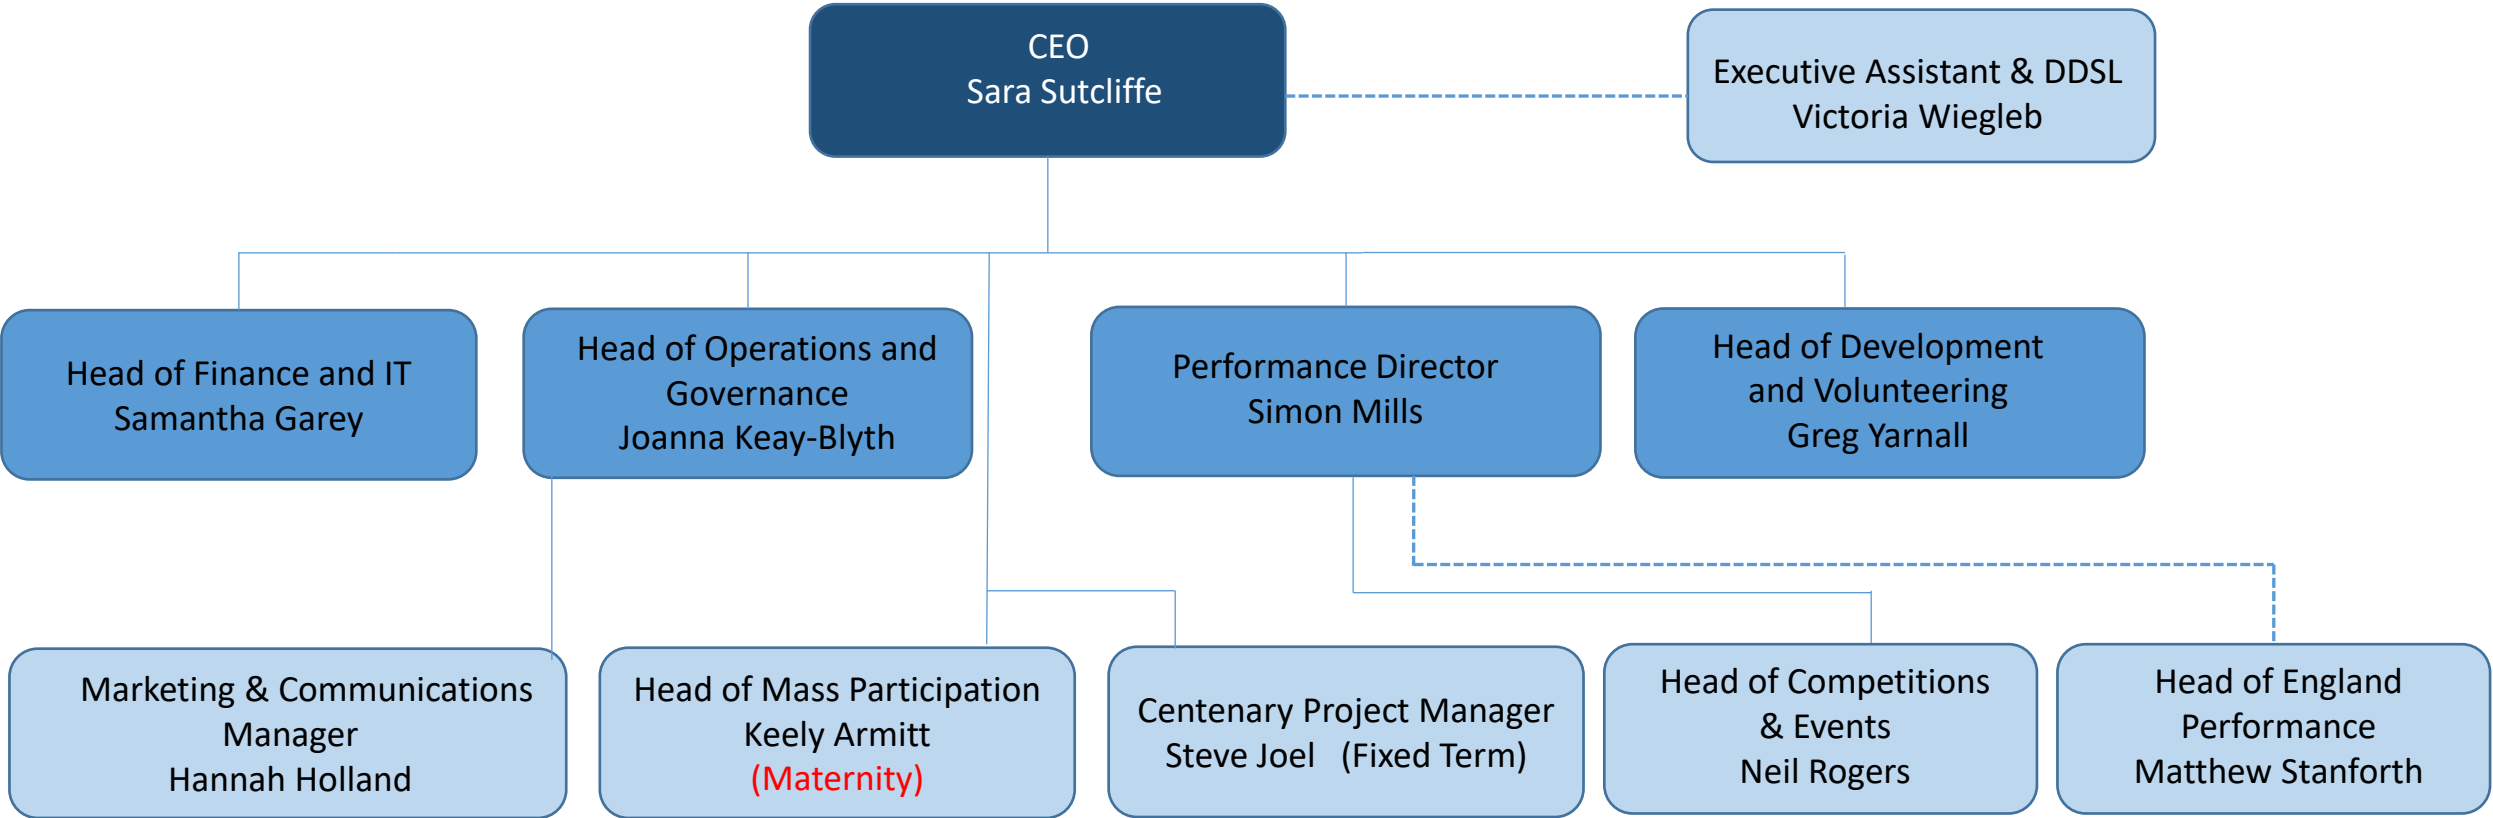 CEO
Sara Sutcliffe
Executive Assistant & DDSL
Victoria Wiegleb
Head of Finance and IT
Samantha Garey
Head of Operations and
Governance
Joanna Keay-Blyth
Performance Director
Simon Mills
Head of Development
and Volunteering
Greg Yarnall
Marketing & Communications
Manager
Hannah Holland
Head of Mass Participation
Keely Armitt
(Maternity)
Centenary Project Manager
Steve Joel (Fixed Term)
Head of Competitions
& Events
Neil Rogers
Head of England
Performance
Matthew Stanforth